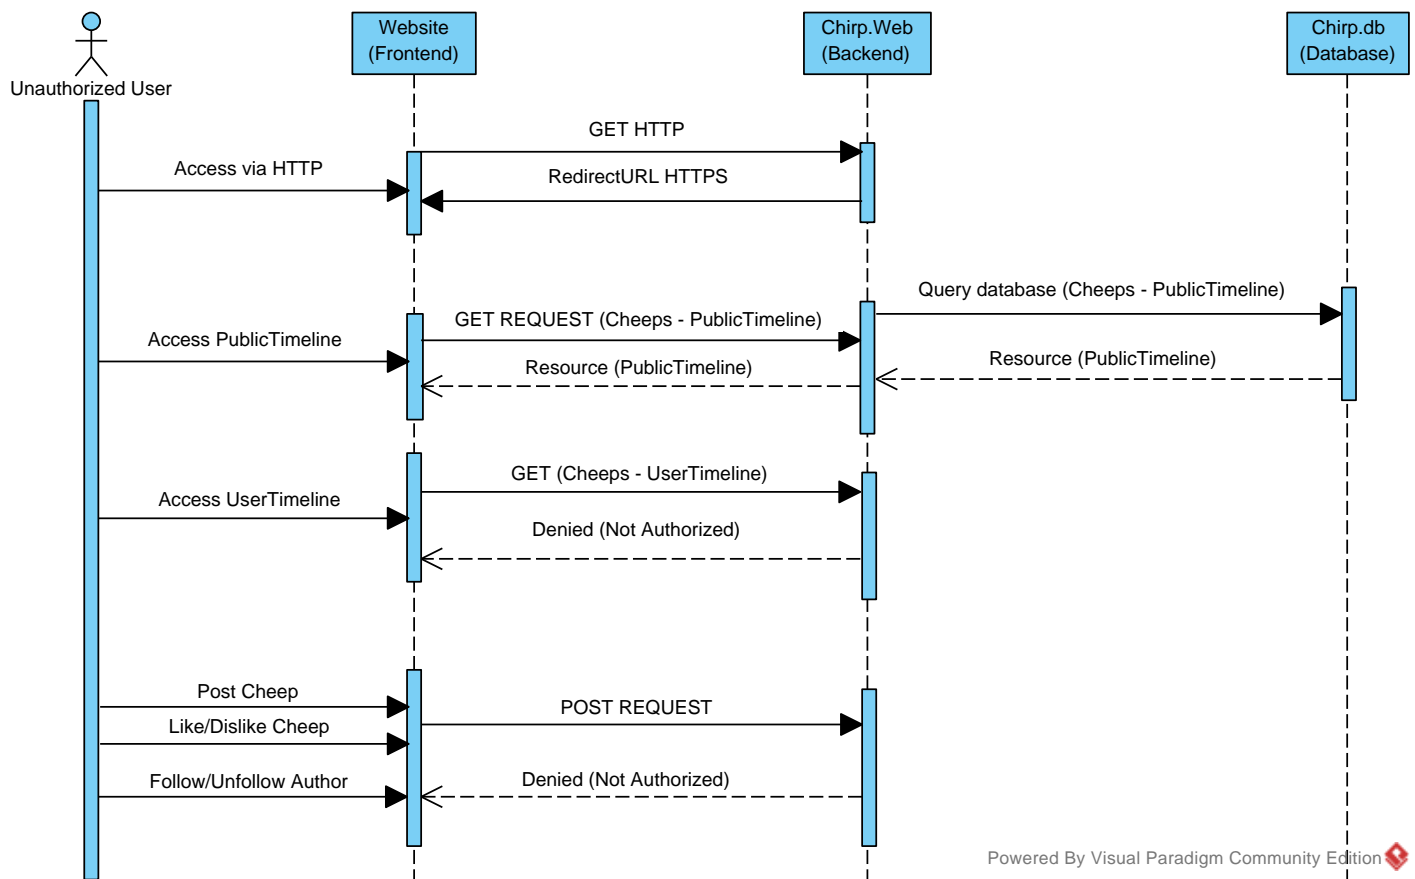 Website
(Frontend)
Chirp.Web
(Backend)
Chirp.db
(Database)
Unauthorized User
GET HTTP
Access via HTTP
RedirectURL HTTPS
Query database (Cheeps - PublicTimeline)
GET REQUEST (Cheeps - PublicTimeline)
Access PublicTimeline
Resource (PublicTimeline)
Resource (PublicTimeline)
GET (Cheeps - UserTimeline)
Access UserTimeline
Denied (Not Authorized)
Post Cheep
POST REQUEST
Like/Dislike Cheep
Follow/Unfollow Author
Denied (Not Authorized)
Powered By Visual Paradigm Community Edition